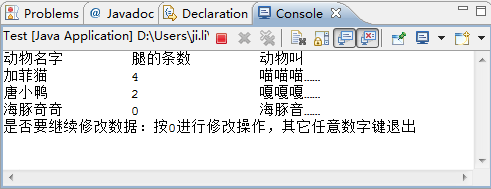 Problems @ Javadoc Declaration Console
Test [Java Application] D:\Users\ji.li\
动物名字 腿的条数 动物叫
加菲猫 4 喵喵喵……
唐小鸭 2 嘎嘎嘎……
海豚奇奇 0 海豚音……
是否要继续修改数据：按0进行修改操作，其它任意数字键退出